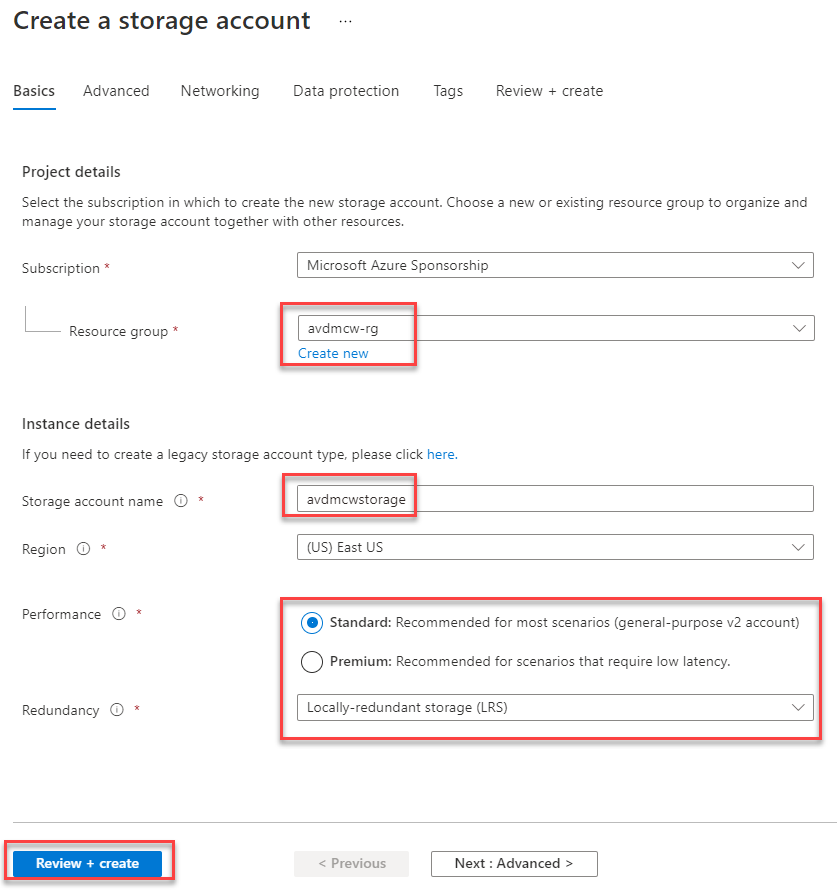 Create a storage account ...
Basics Advanced Networking Data protection Tags Review + create
Project details
Select the subscription in which to create the new storage account. Choose a new or existing resource group to organize and
manage your storage account together with other resources.
Subscription * Microsoft Azure Sponsorship
Resource group * avdmcw-rg
Create new
Instance details
If you need to create a legacy storage account type, please click here.
Storage account name * avdmcwstorage
Region * (US) East US
Performance * Standard: Recommended for most scenarios (general-purpose v2 account)
Premium: Recommended for scenarios that require low latency.
Redundancy * Locally-redundant storage (LRS)
Review + create < Previous Next : Advanced >